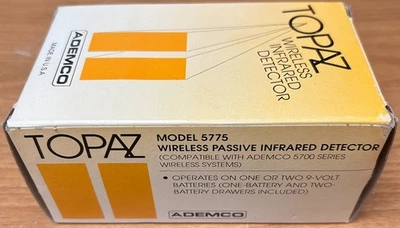 TOPAZ
WIRELESS
INFRARED
DETECTOR
ADEMCO
MADE IN U.S.A.
TOPAZ
MODEL 5775
WIRELESS PASSIVE INFRARED DETECTOR
(COMPATIBLE WITH ADEMCO 5700 SERIES
WIRELESS SYSTEMS)
• OPERATES ON ONE OR TWO 9-VOLT
BATTERIES (ONE-BATTERY AND TWO-
BATTERY DRAWERS INCLUDED)
ADEMCO